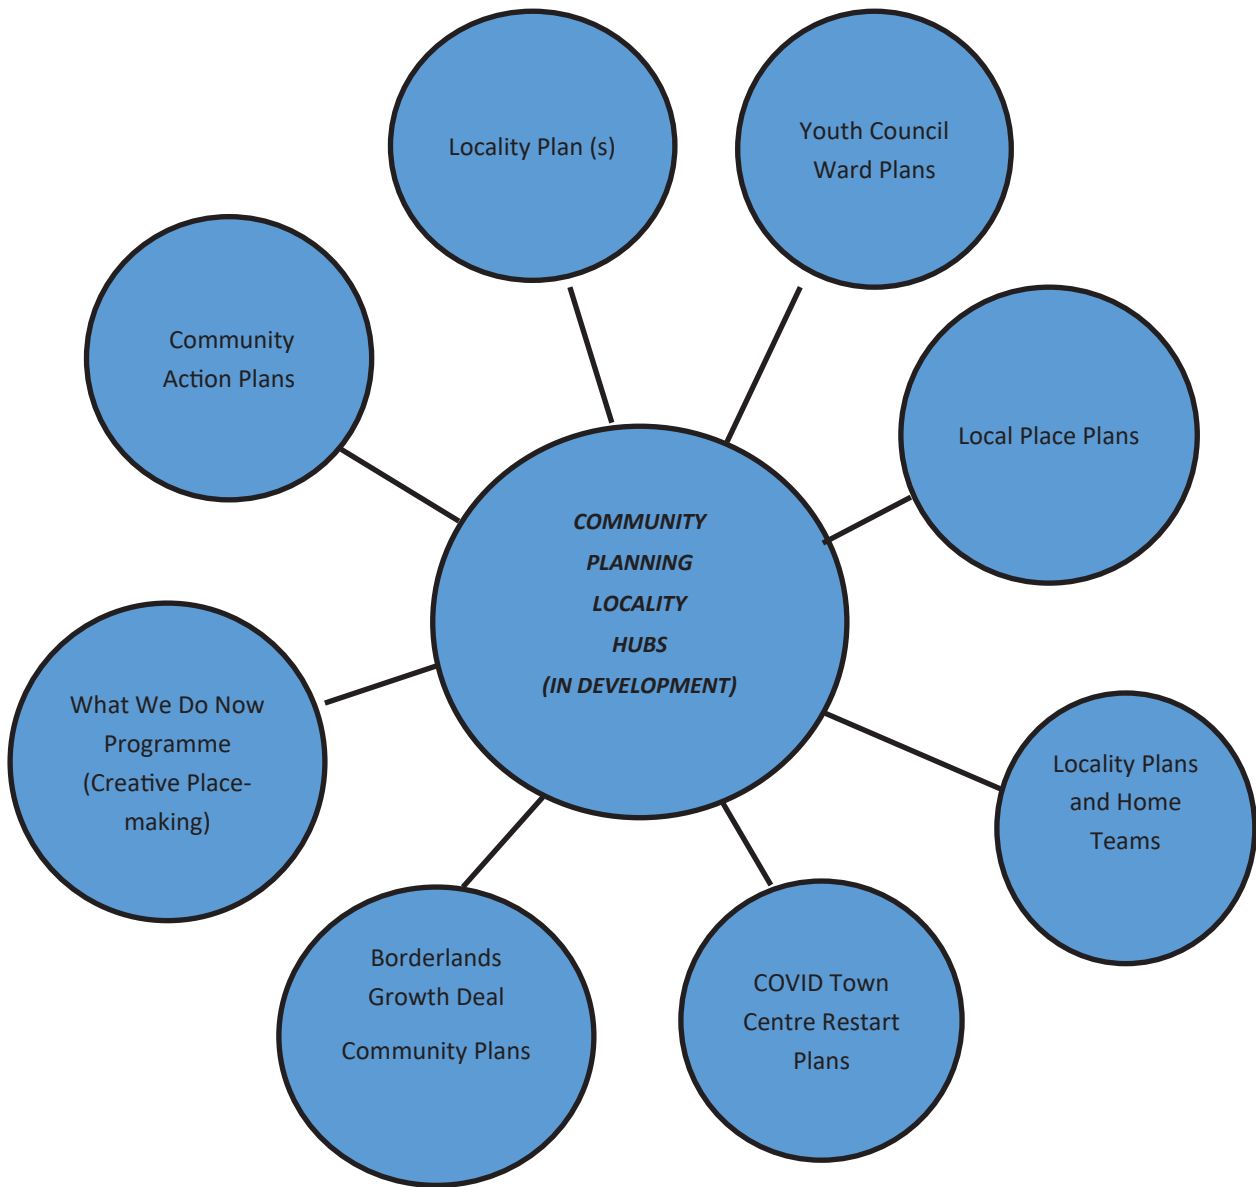 Locality Plan (s)
Youth Council
Ward Plans
Community
Action Plans
Local Place Plans
COMMUNITY
PLANNING
LOCALITY
HUBS
(IN DEVELOPMENT)
What We Do Now
Programme
(Creative Place-
making)
Locality Plans
and Home
Teams
Borderlands
Growth Deal
Community Plans
COVID Town
Centre Restart
Plans